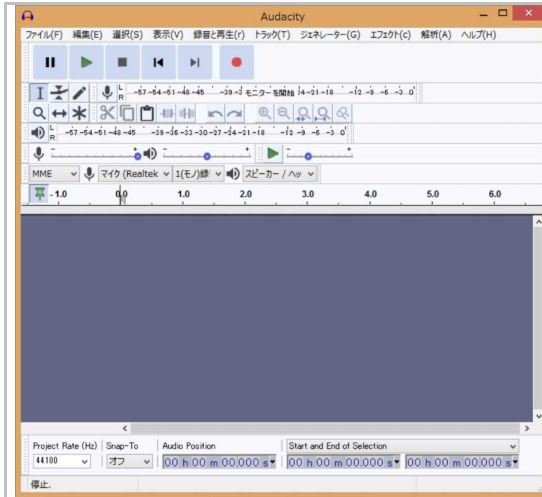 Audacity
ファイル(F) 編集(E) 選択(S) 表示(V) 録音と再生(r) トラック(T) ジェネレーター(G) エフェクト(c) 解析(A) ヘルプ(H)
L R -57 -54 -51 -48 -45 -39 -3 モニターを開始 !4 -21 -18 -12 -9 -6 -3 0
L R -57 -54 -51 -48 -45 -39 -36 -33 -30 -27 -24 -21 -18 -12 -9 -6 -3 0
- + - + - +
MME マイク (Realtek 1(モノ)録 スピーカー / ヘッ
- 1.0 0.0 1.0 2.0 3.0 4.0 5.0 6.0
Project Rate (Hz) Snap-To Audio Position Start and End of Selection
44100 オフ 00 h 00 m 00.000 s 00 h 00 m 00.000 s 00 h 00 m 00.000 s
停止.